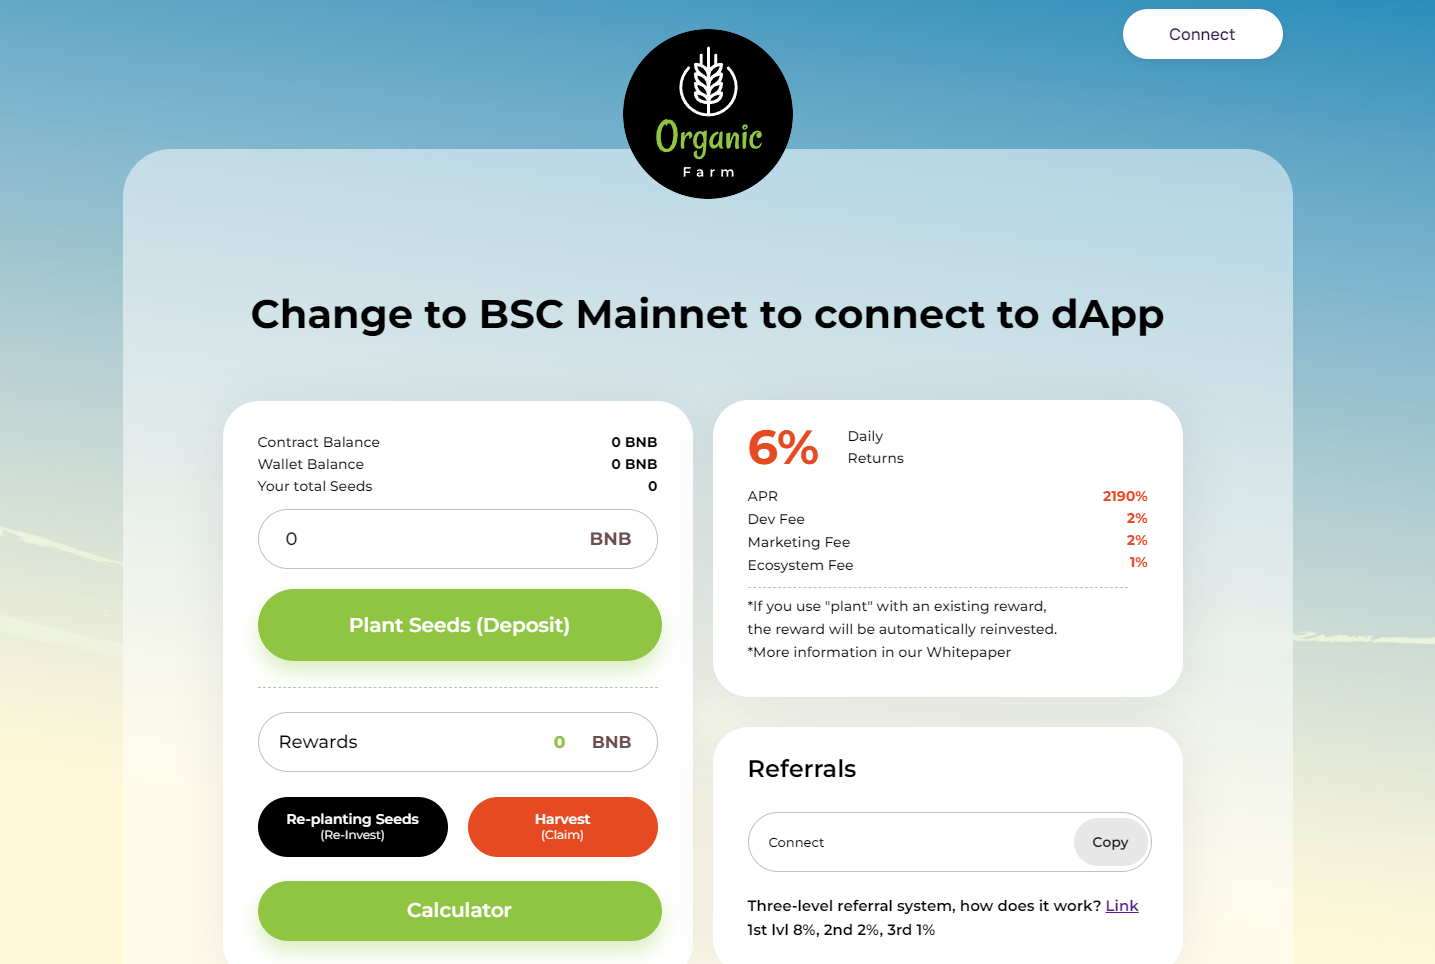 Connect
Organic
Farm
Change to BSC Mainnet to connect to dApp
Contract Balance 0 BNB
Wallet Balance 0 BNB
Your total Seeds 0
0 BNB
Plant Seeds (Deposit)
Rewards 0 BNB
Re-planting Seeds
(Re-Invest)
Harvest
(Claim)
Calculator
6% Daily
Returns
APR 2190%
Dev Fee 2%
Marketing Fee 2%
Ecosystem Fee 1%
*If you use "plant" with an existing reward,
the reward will be automatically reinvested.
*More information in our Whitepaper
Referrals
Connect Copy
Three-level referral system, how does it work? Link
1st lvl 8%, 2nd 2%, 3rd 1%